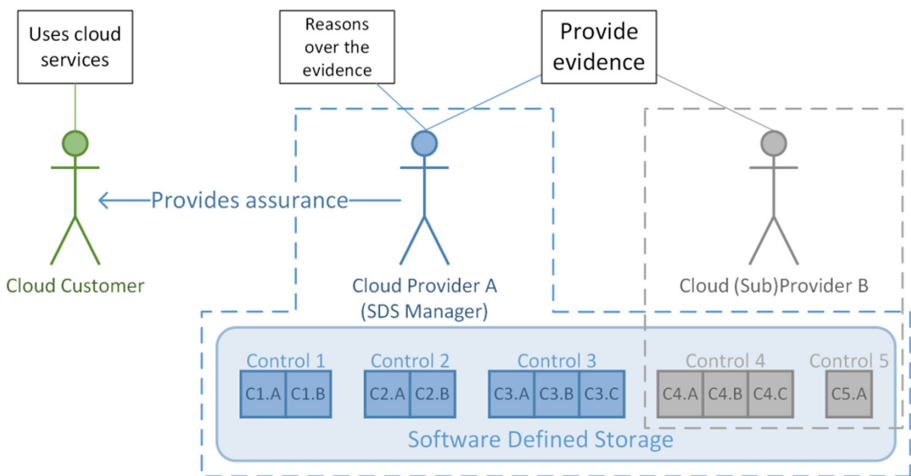 Uses cloud
services
Reasons
over the
evidence
Provide
evidence
Provides assurance
Cloud Customer
Cloud Provider A
(SDS Manager)
Cloud (Sub)Provider B
Control 1
Control 2
Control 3
Control 4
Control 5
C1.A C1.B
C2.A C2.B
C3.A C3.B C3.C
C4.A C4.B C4.C
C5.A
Software Defined Storage